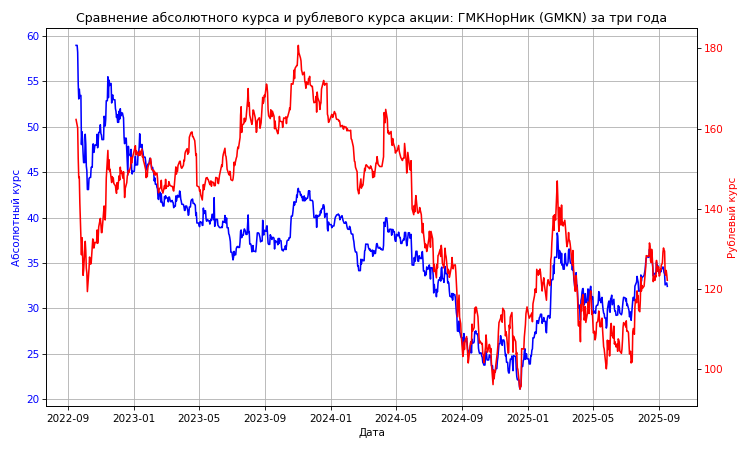 Сравнение абсолютного курса и рублевого курса акции: ГМКНорНик (GMKN) за три года
Абсолютный курс
60
55
50
45
40
35
30
25
20
180
160
140
120
100
Рублевый курс
2022-09 2023-01 2023-05 2023-09 2024-01 2024-05 2024-09 2025-01 2025-05 2025-09
Дата